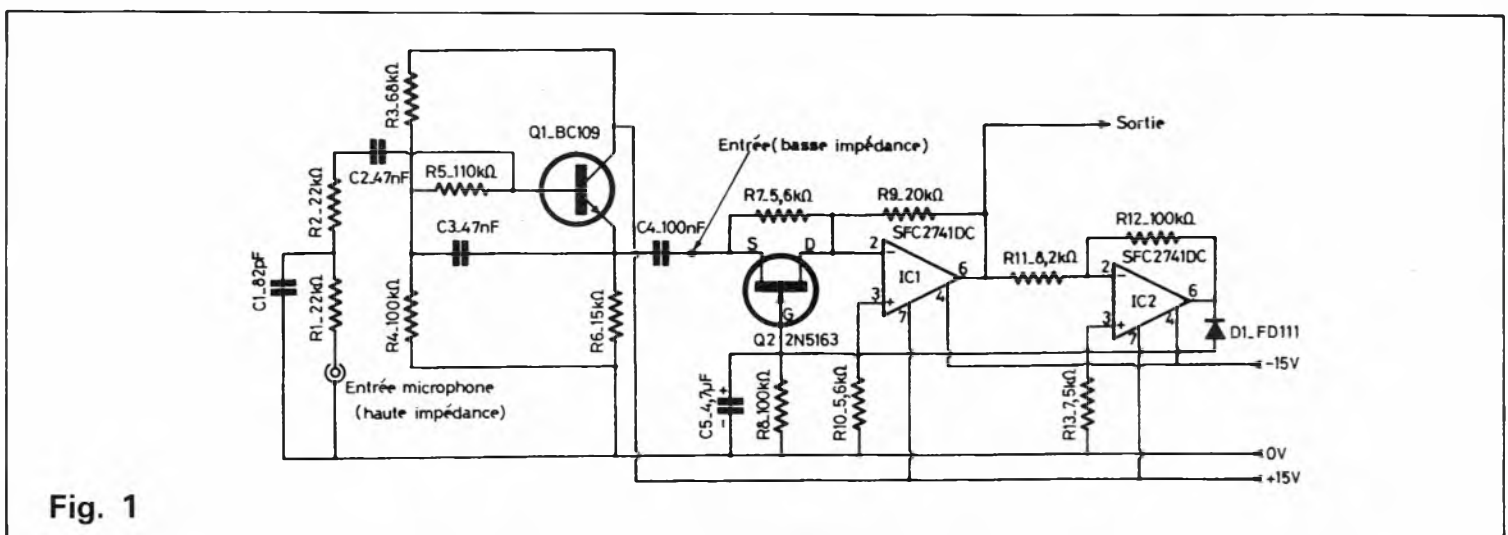 R3_68kΩ
Q1_BC109
C2_47nF
R5_110kΩ
R2_22kΩ
C3_47nF
C1_82pF
R1_22kΩ
R4_100kΩ
R6_15kΩ
Entrée microphone
(haute impédance)
Entrée (basse impédance)
C4_100nF
R7_5,6kΩ
S
D
G
Q2_2N5163
C5_4,7µF
+
-
R8_100kΩ
R9_20kΩ
SFC2741DC
2
-
3
+
IC1
6
4
7
R10_5,6kΩ
Sortie
R11_8,2kΩ
R12_100kΩ
SFC2741DC
2
-
3
+
IC2
6
4
7
D1_FD111
R13_7,5kΩ
-15V
0V
+15V
Fig. 1